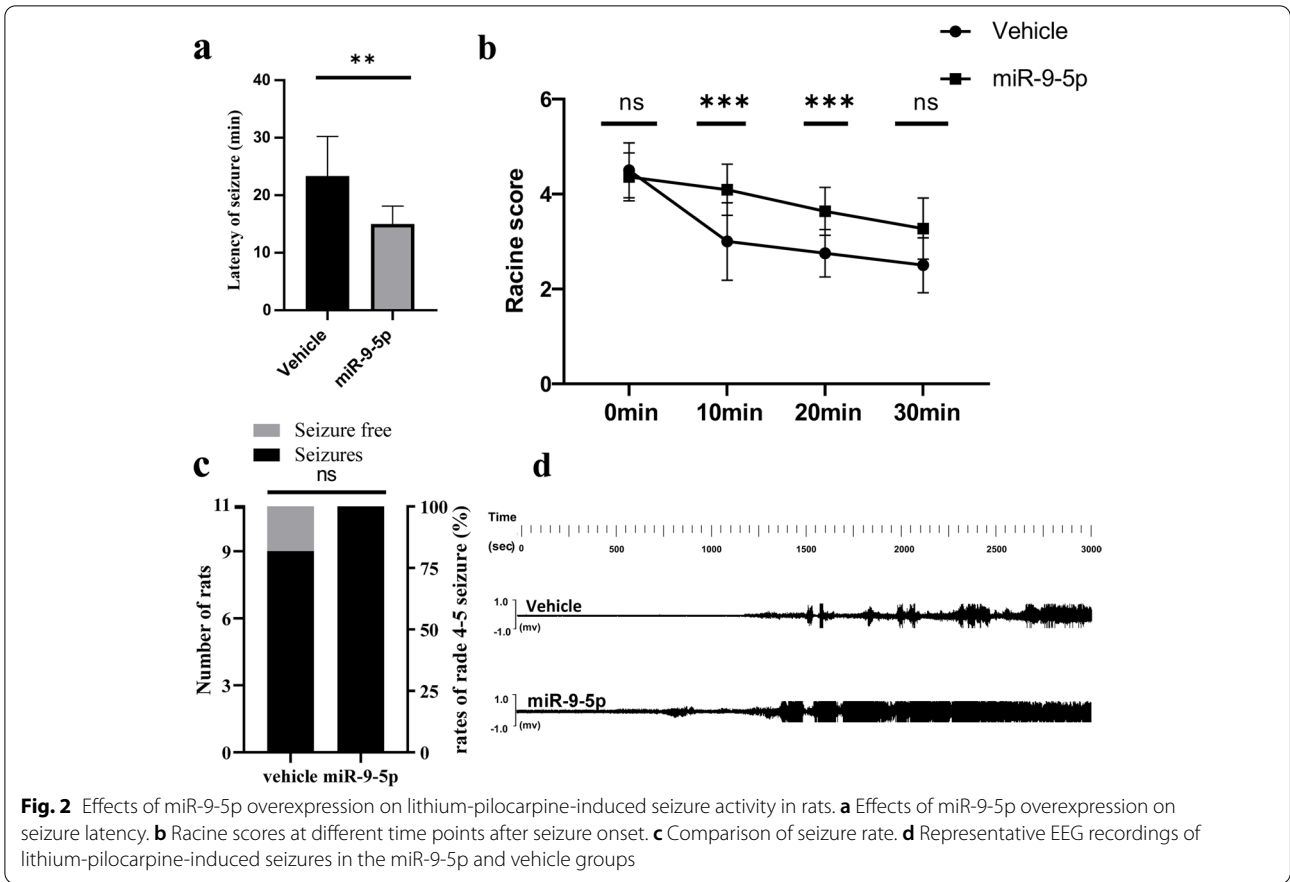 a
**
Latency of seizure (min)
40
30
20
10
0
Vehicle
miR-9-5p
b
Vehicle
miR-9-5p
Racine score
6
4
2
0
ns
***
***
ns
0min
10min
20min
30min
Seizure free
Seizures
c
ns
Number of rats
11
9
6
3
0
100
75
50
25
0
rates of rade 4-5 seizure (%)
vehicle miR-9-5p
d
Time
(sec) 0 500 1000 1500 2000 2500 3000
1.0
Vehicle
-1.0 (mv)
1.0
miR-9-5p
-1.0 (mv)
Fig. 2 Effects of miR-9-5p overexpression on lithium-pilocarpine-induced seizure activity in rats. a Effects of miR-9-5p overexpression on
seizure latency. b Racine scores at different time points after seizure onset. c Comparison of seizure rate. d Representative EEG recordings of
lithium-pilocarpine-induced seizures in the miR-9-5p and vehicle groups